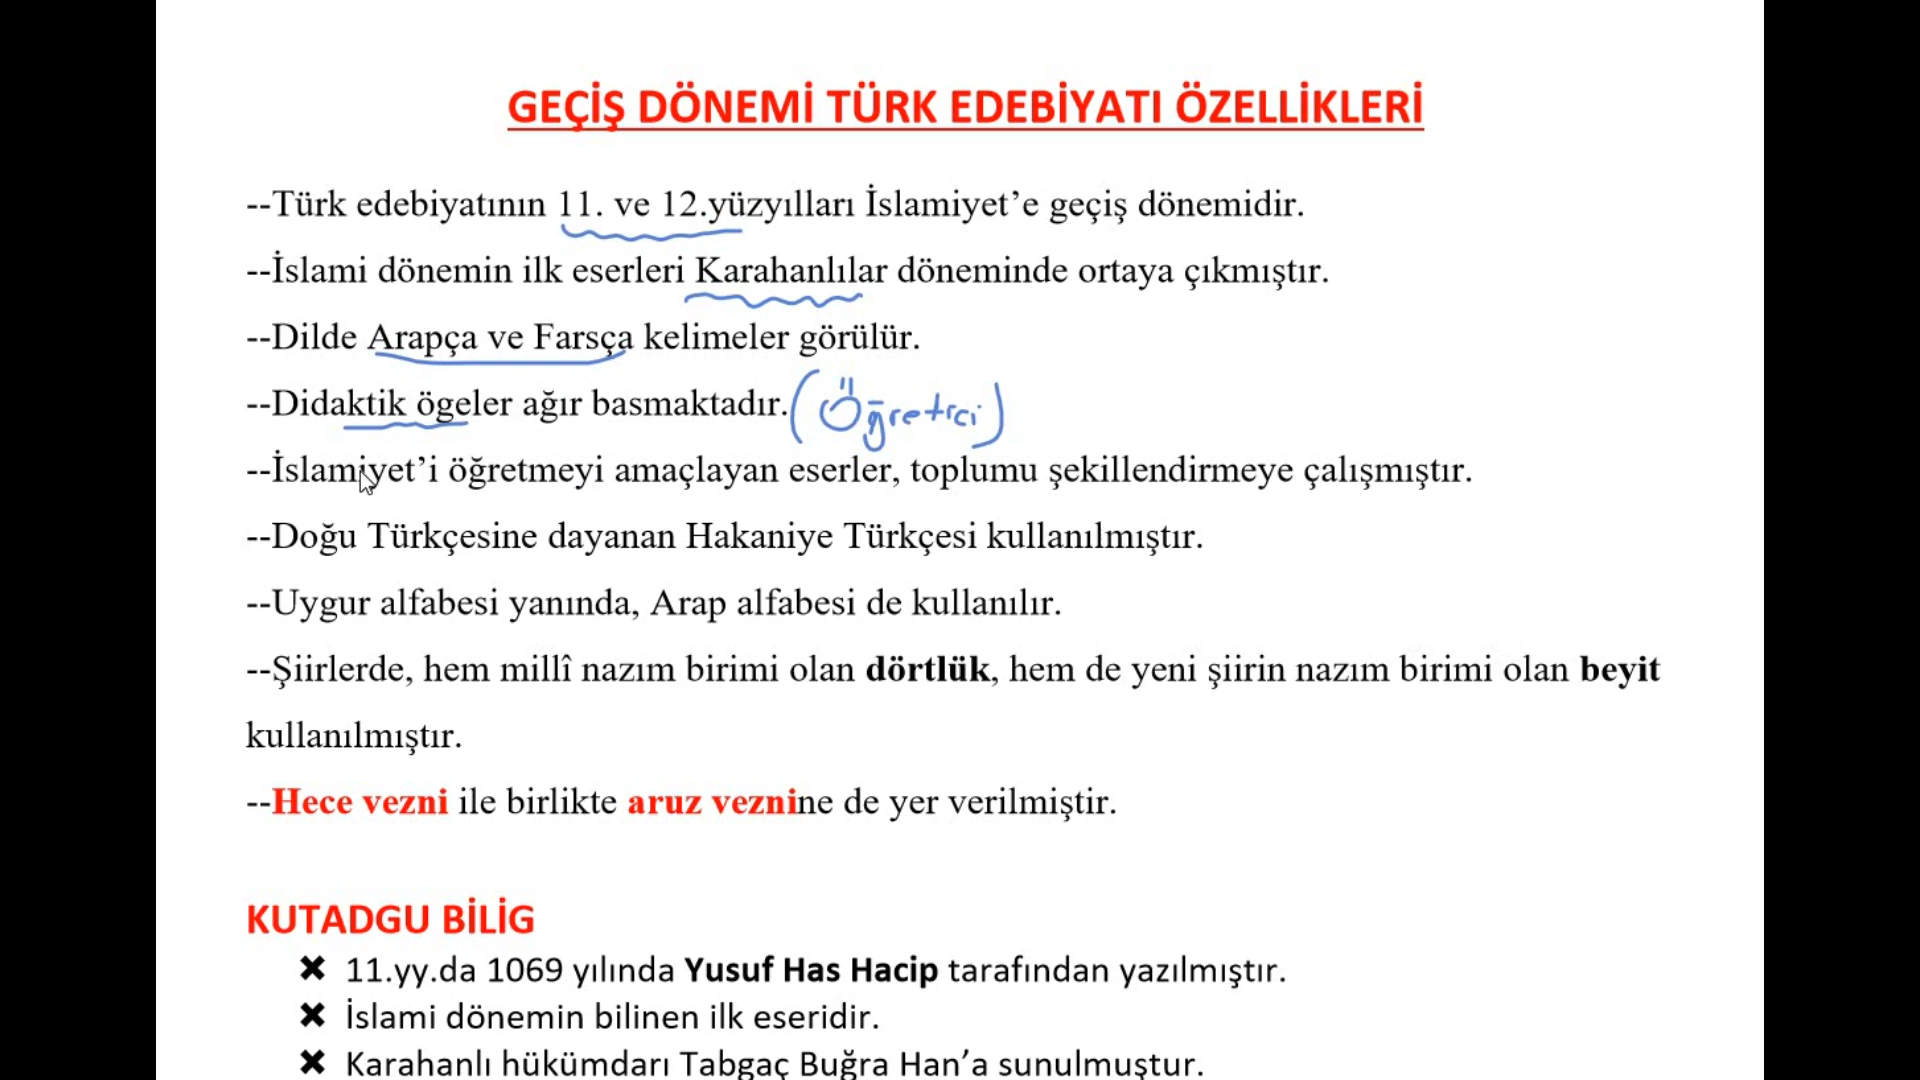 GEÇİŞ DÖNEMİ TÜRK EDEBİYATI ÖZELLİKLERİ
--Türk edebiyatının 11. ve 12.yüzyılları İslamiyet’e geçiş dönemidir.
--İslami dönemin ilk eserleri Karahanlılar döneminde ortaya çıkmıştır.
--Dilde Arapça ve Farsça kelimeler görülür.
--Didaktik ögeler ağır basmaktadır. (Öğretici)
--İslamiyet’i öğretmeyi amaçlayan eserler, toplumu şekillendirmeye çalışmıştır.
--Doğu Türkçesine dayanan Hakaniye Türkçesi kullanılmıştır.
--Uygur alfabesi yanında, Arap alfabesi de kullanılır.
--Şiirlerde, hem millî nazım birimi olan dörtlük, hem de yeni şiirin nazım birimi olan beyit
kullanılmıştır.
--Hece vezni ile birlikte aruz veznine de yer verilmiştir.
KUTADGU BİLİG
✖ 11.yy.da 1069 yılında Yusuf Has Hacip tarafından yazılmıştır.
✖ İslami dönemin bilinen ilk eseridir.
✖ Karahanlı hükümdarı Tabgaç Buğra Han’a sunulmuştur.